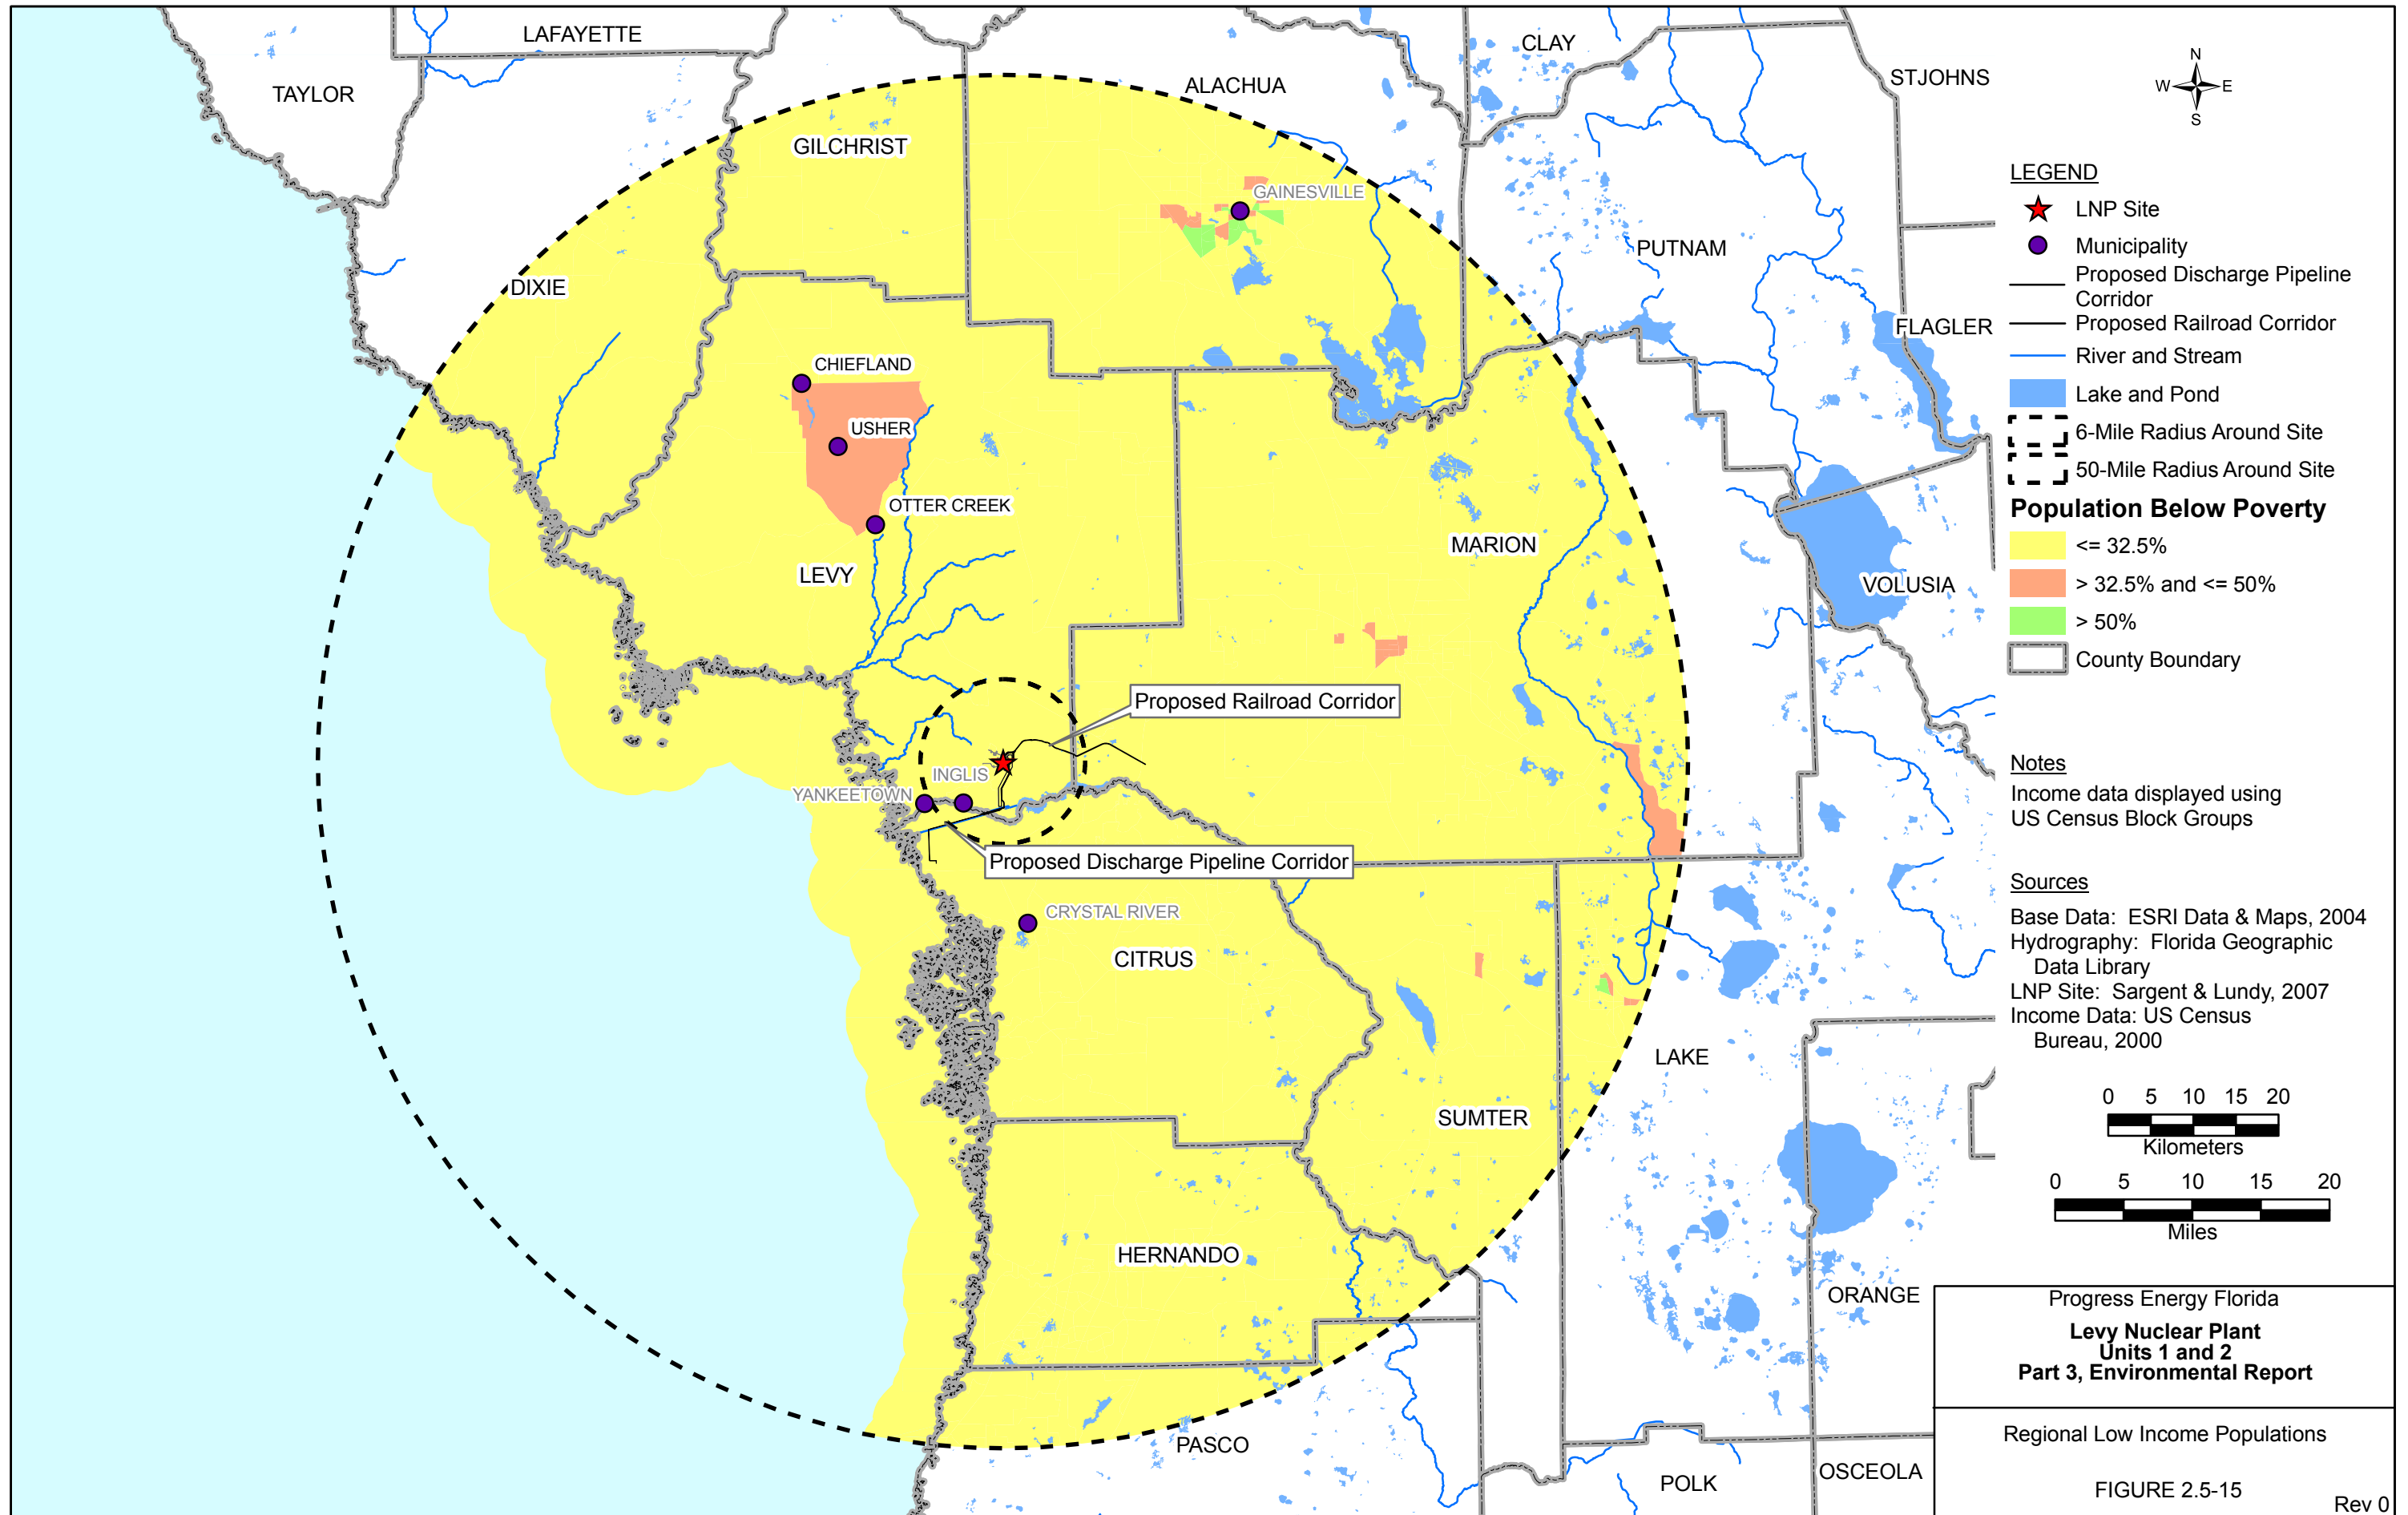 LAFAYETTE
TAYLOR
CLAY
STJOHNS
ALACHUA
GILCHRIST
GAINESVILLE
PUTNAM
DIXIE
FLAGLER
CHIEFLAND
USHER
OTTER CREEK
MARION
LEVY
VOLUSIA
Proposed Railroad Corridor
INGLIS
YANKEETOWN
Proposed Discharge Pipeline Corridor
CRYSTAL RIVER
CITRUS
LAKE
SUMTER
HERNANDO
ORANGE
PASCO
POLK
OSCEOLA
N
W E
S
LEGEND
LNP Site
Municipality
Proposed Discharge Pipeline
Corridor
Proposed Railroad Corridor
River and Stream
Lake and Pond
6-Mile Radius Around Site
50-Mile Radius Around Site
Population Below Poverty
<= 32.5%
> 32.5% and <= 50%
> 50%
County Boundary
Notes
Income data displayed using
US Census Block Groups
Sources
Base Data: ESRI Data & Maps, 2004
Hydrography: Florida Geographic
Data Library
LNP Site: Sargent & Lundy, 2007
Income Data: US Census
Bureau, 2000
0 5 10 15 20
Kilometers
0 5 10 15 20
Miles
Progress Energy Florida
Levy Nuclear Plant
Units 1 and 2
Part 3, Environmental Report
Regional Low Income Populations
FIGURE 2.5-15
Rev 0